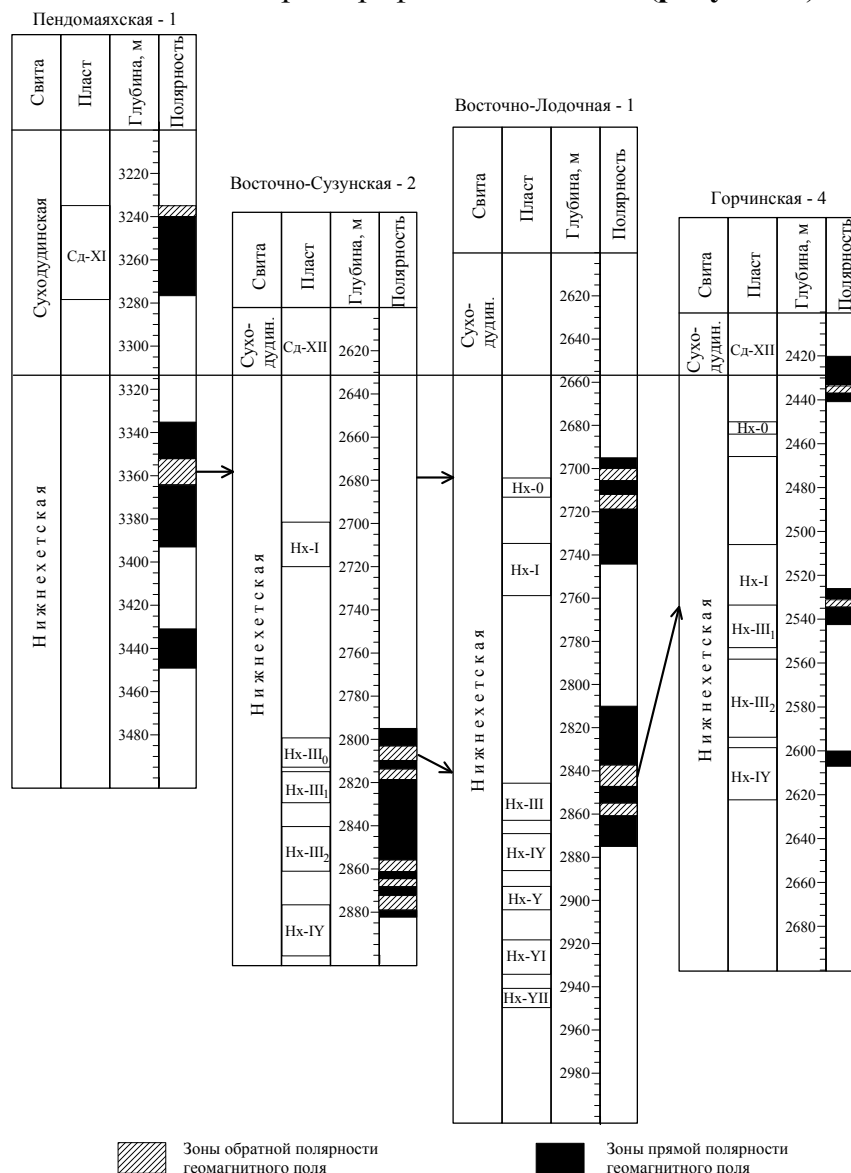 Пендомаяхская - 1
Свита
Пласт
Глубина, м
Полярность
Суходудинская
Сд-XI
3220
3240
3260
3280
3300
Нижнехетская
3320
3340
3360
3380
3400
3420
3440
3460
3480
Восточно-Сузунская - 2
Свита
Пласт
Глубина, м
Полярность
Сухо-
дудин.
Сд-XII
2620
Нижнехетская
2640
2660
2680
2700
2720
2740
2760
2780
2800
2820
2840
2860
2880
Нх-I
Нх-III₀
Нх-III₁
Нх-III₂
Нх-IY
Восточно-Лодочная - 1
Свита
Пласт
Глубина, м
Полярность
Сухо-
дудин.
2620
2640
2660
Нижнехетская
2680
2700
2720
2740
2760
2780
2800
2820
2840
2860
2880
2900
2920
2940
2960
2980
Нх-0
Нх-I
Нх-III
Нх-IY
Нх-Y
Нх-YI
Нх-YII
Горчинская - 4
Свита
Пласт
Глубина, м
Полярность
Сухо-
дудин.
Сд-XII
2420
Нижнехетская
2440
2460
2480
2500
2520
2540
2560
2580
2600
2620
2640
2660
2680
Нх-0
Нх-I
Нх-III₁
Нх-III₂
Нх-IY
Зоны обратной полярности
геомагнитного поля
Зоны прямой полярности
геомагнитного поля